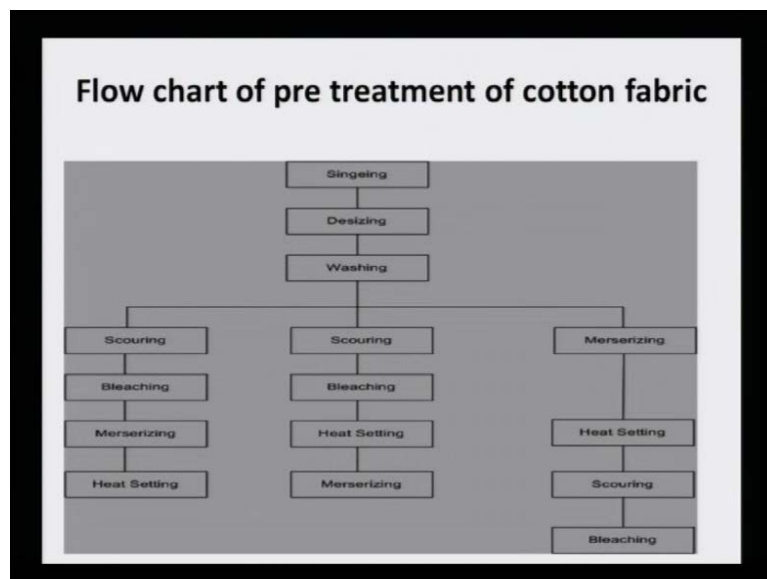 Flow chart of pre treatment of cotton fabric
Singeing
Desizing
Washing
Scouring
Scouring
Merserizing
Bleaching
Bleaching
Merserizing
Heat Setting
Heat Setting
Heat Setting
Merserizing
Scouring
Bleaching